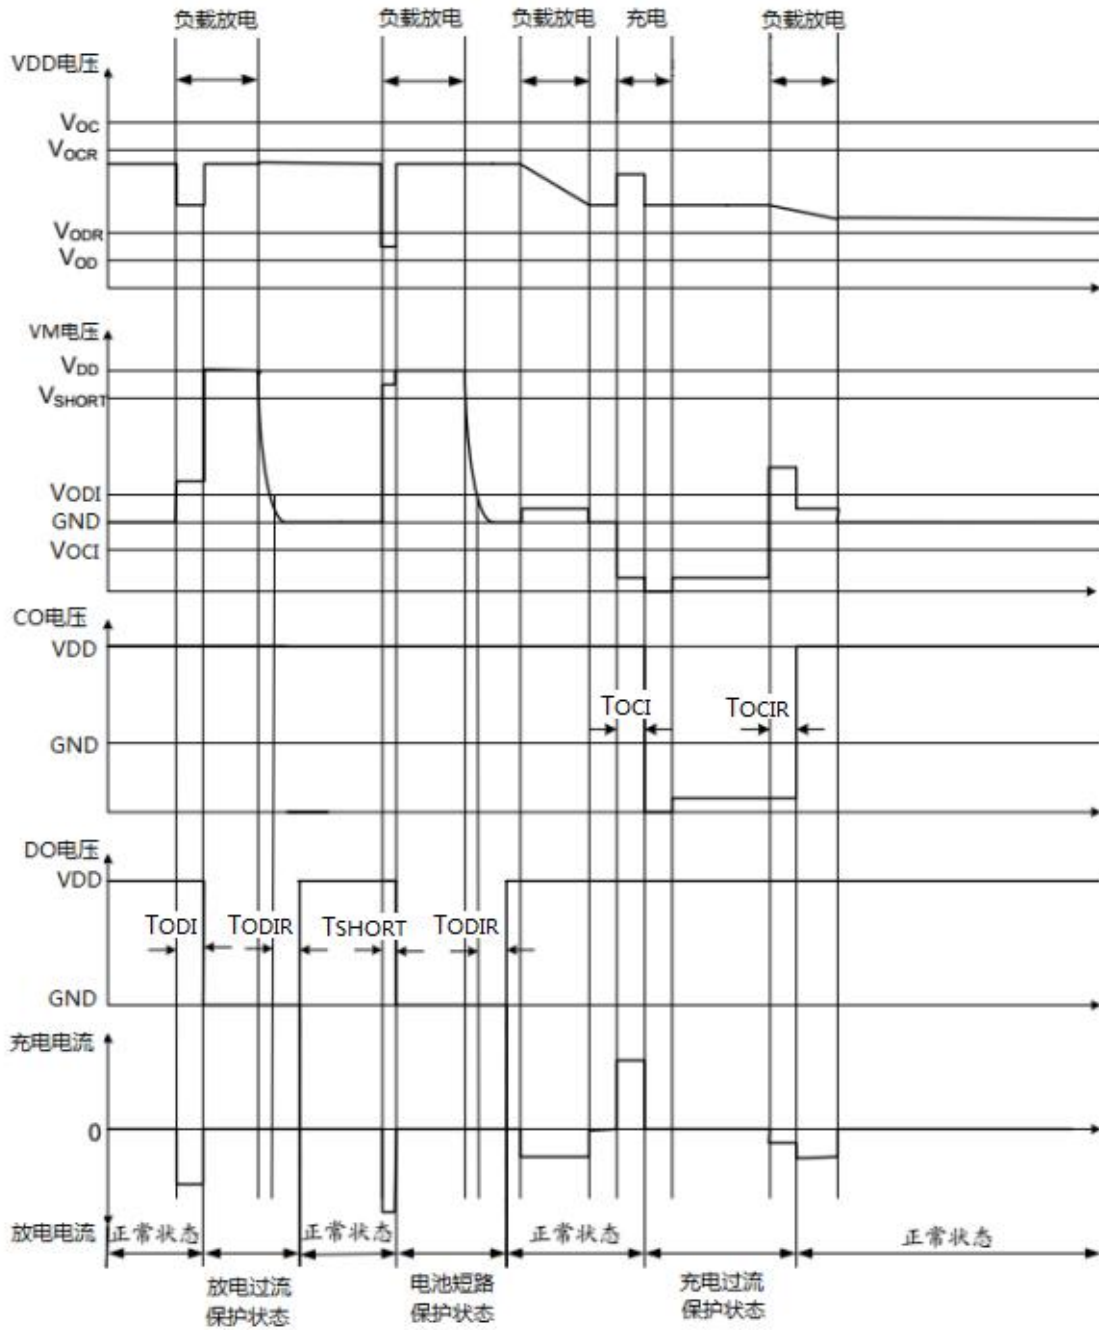 负载放电 负载放电 负载放电 充电 负载放电
VDD电压
VOC
VOCR
VODR
VOD
VM电压
VDD
VSHORT
VODI
GND
VOCI
CO电压
VDD
TOCI TOCIR
GND
DO电压
VDD
TODI TODIR TSHORT TODIR
GND
充电电流
0
放电电流 正常状态 正常状态 正常状态 正常状态
放电过流 电池短路 充电过流
保护状态 保护状态 保护状态